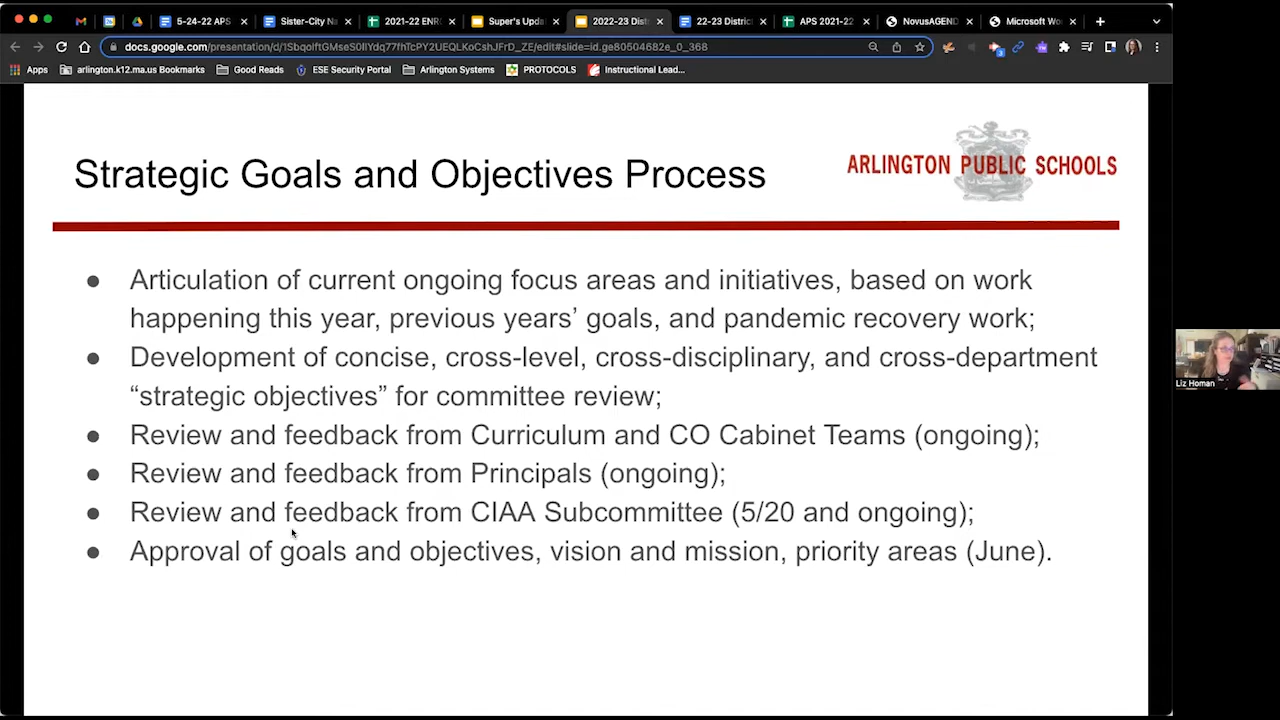 5-24-22 APS
Sister-City N
2021-22 ENR
Super's Upda
2022-23 Dist
22-23 Distric
APS 2021-22
NovusAGEND
Microsoft Wo
docs.google.com/presentation/d/1SbqolftGMseS0IlYdq77fhTcPY2UEQLKoCshJFrD_ZE/edit#slide=id.ge80504682e_0_368
Apps
arlington.k12.ma.us Bookmarks
Good Reads
ESE Security Portal
Arlington Systems
PROTOCOLS
Instructional Lead...
Strategic Goals and Objectives Process
ARLINGTON PUBLIC SCHOOLS
● Articulation of current ongoing focus areas and initiatives, based on work
happening this year, previous years’ goals, and pandemic recovery work;
● Development of concise, cross-level, cross-disciplinary, and cross-department
“strategic objectives” for committee review;
● Review and feedback from Curriculum and CO Cabinet Teams (ongoing);
● Review and feedback from Principals (ongoing);
● Review and feedback from CIAA Subcommittee (5/20 and ongoing);
● Approval of goals and objectives, vision and mission, priority areas (June).
Liz Homan